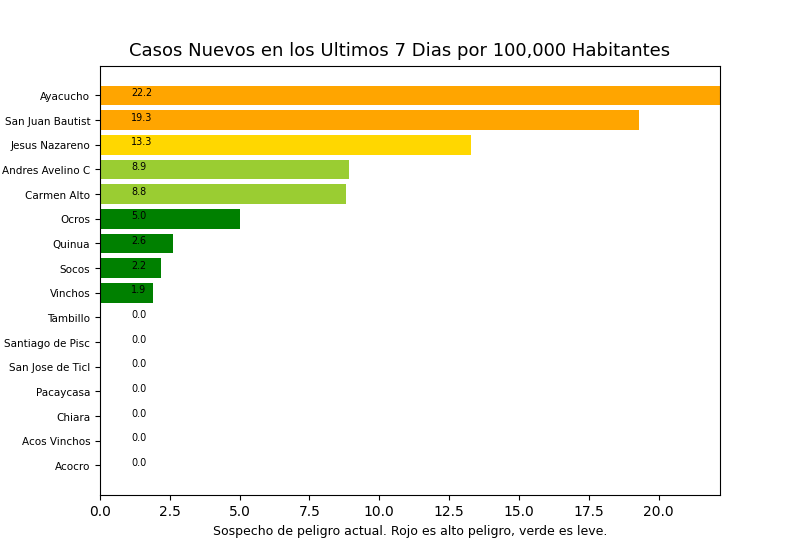 Casos Nuevos en los Ultimos 7 Dias por 100,000 Habitantes
Ayacucho 22.2
San Juan Bautist 19.3
Jesus Nazareno 13.3
Andres Avelino C 8.9
Carmen Alto 8.8
Ocros 5.0
Quinua 2.6
Socos 2.2
Vinchos 1.9
Tambillo 0.0
Santiago de Pisc 0.0
San Jose de Ticl 0.0
Pacaycasa 0.0
Chiara 0.0
Acos Vinchos 0.0
Acocro 0.0
0.0 2.5 5.0 7.5 10.0 12.5 15.0 17.5 20.0
Sospecho de peligro actual. Rojo es alto peligro, verde es leve.